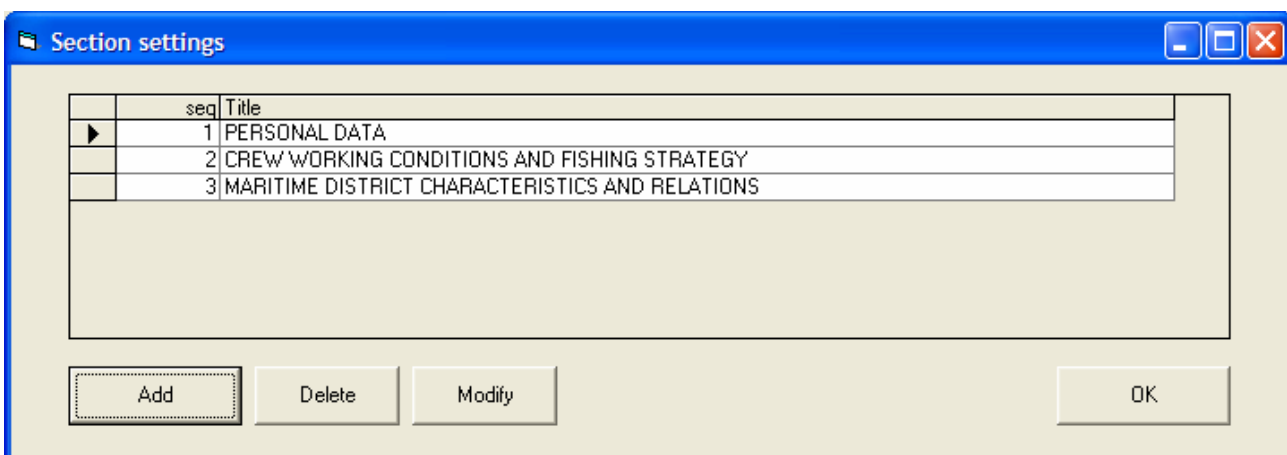 Section settings
seq Title
1 PERSONAL DATA
2 CREW WORKING CONDITIONS AND FISHING STRATEGY
3 MARITIME DISTRICT CHARACTERISTICS AND RELATIONS
Add Delete Modify OK